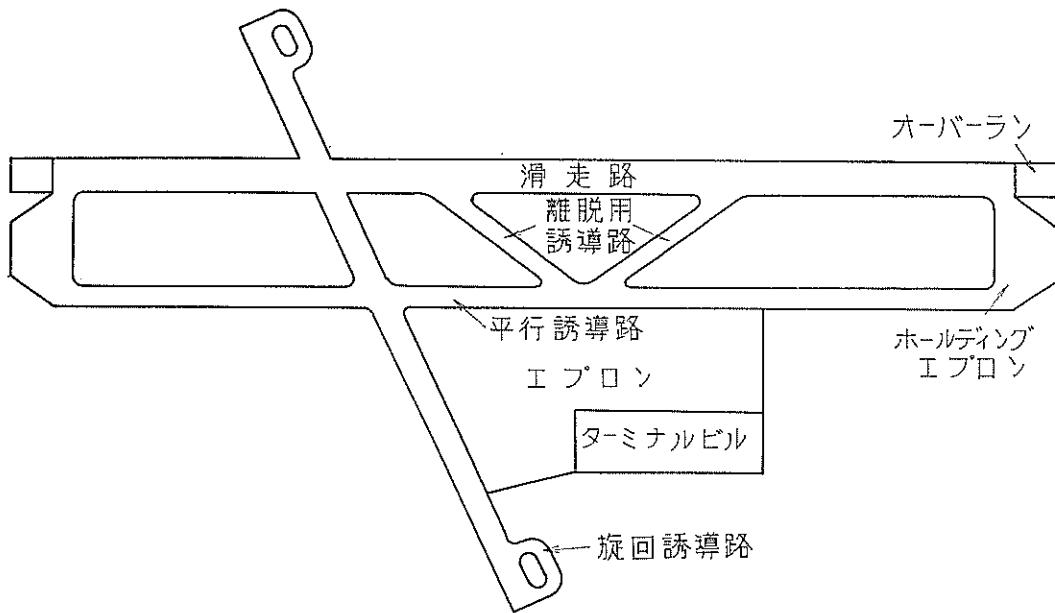 オーバーラン
滑走路
離脱用
誘導路
平行誘導路
ホールディング
エプロン
エプロン
ターミナルビル
旋回誘導路